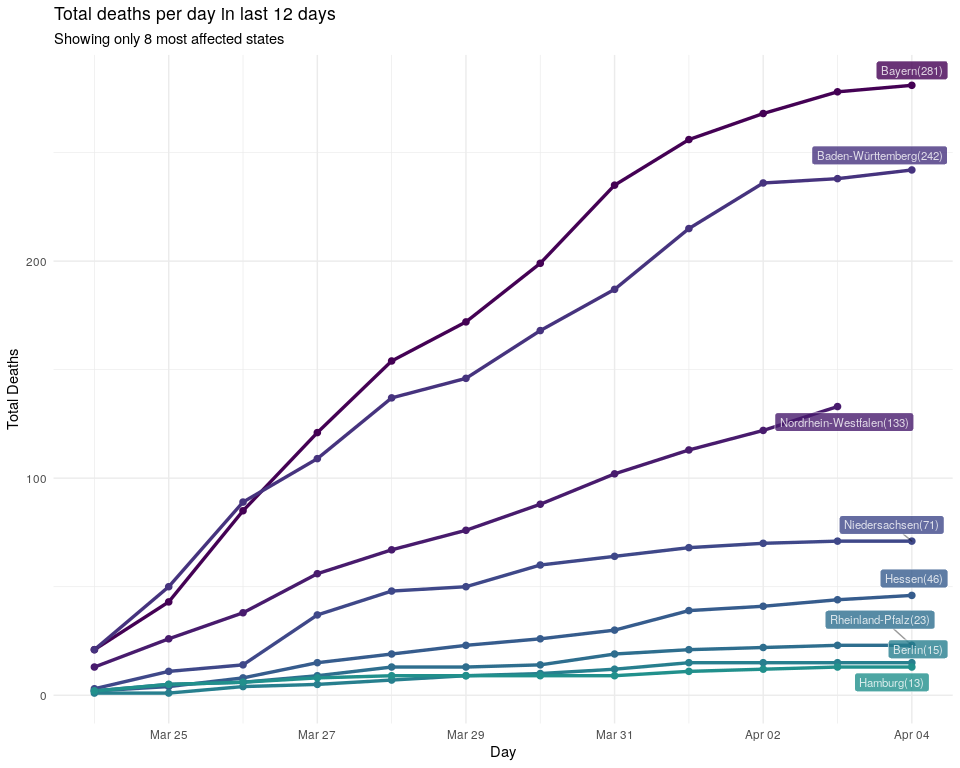 Total deaths per day in last 12 days
Showing only 8 most affected states
Bayern(281)
Baden-Württemberg(242)
200
Total Deaths
Nordrhein-Westfalen(133)
100
Niedersachsen(71)
Hessen(46)
Rheinland-Pfalz(23)
Berlin(15)
Hamburg(13)
0
Mar 25 Mar 27 Mar 29 Mar 31 Apr 02 Apr 04
Day